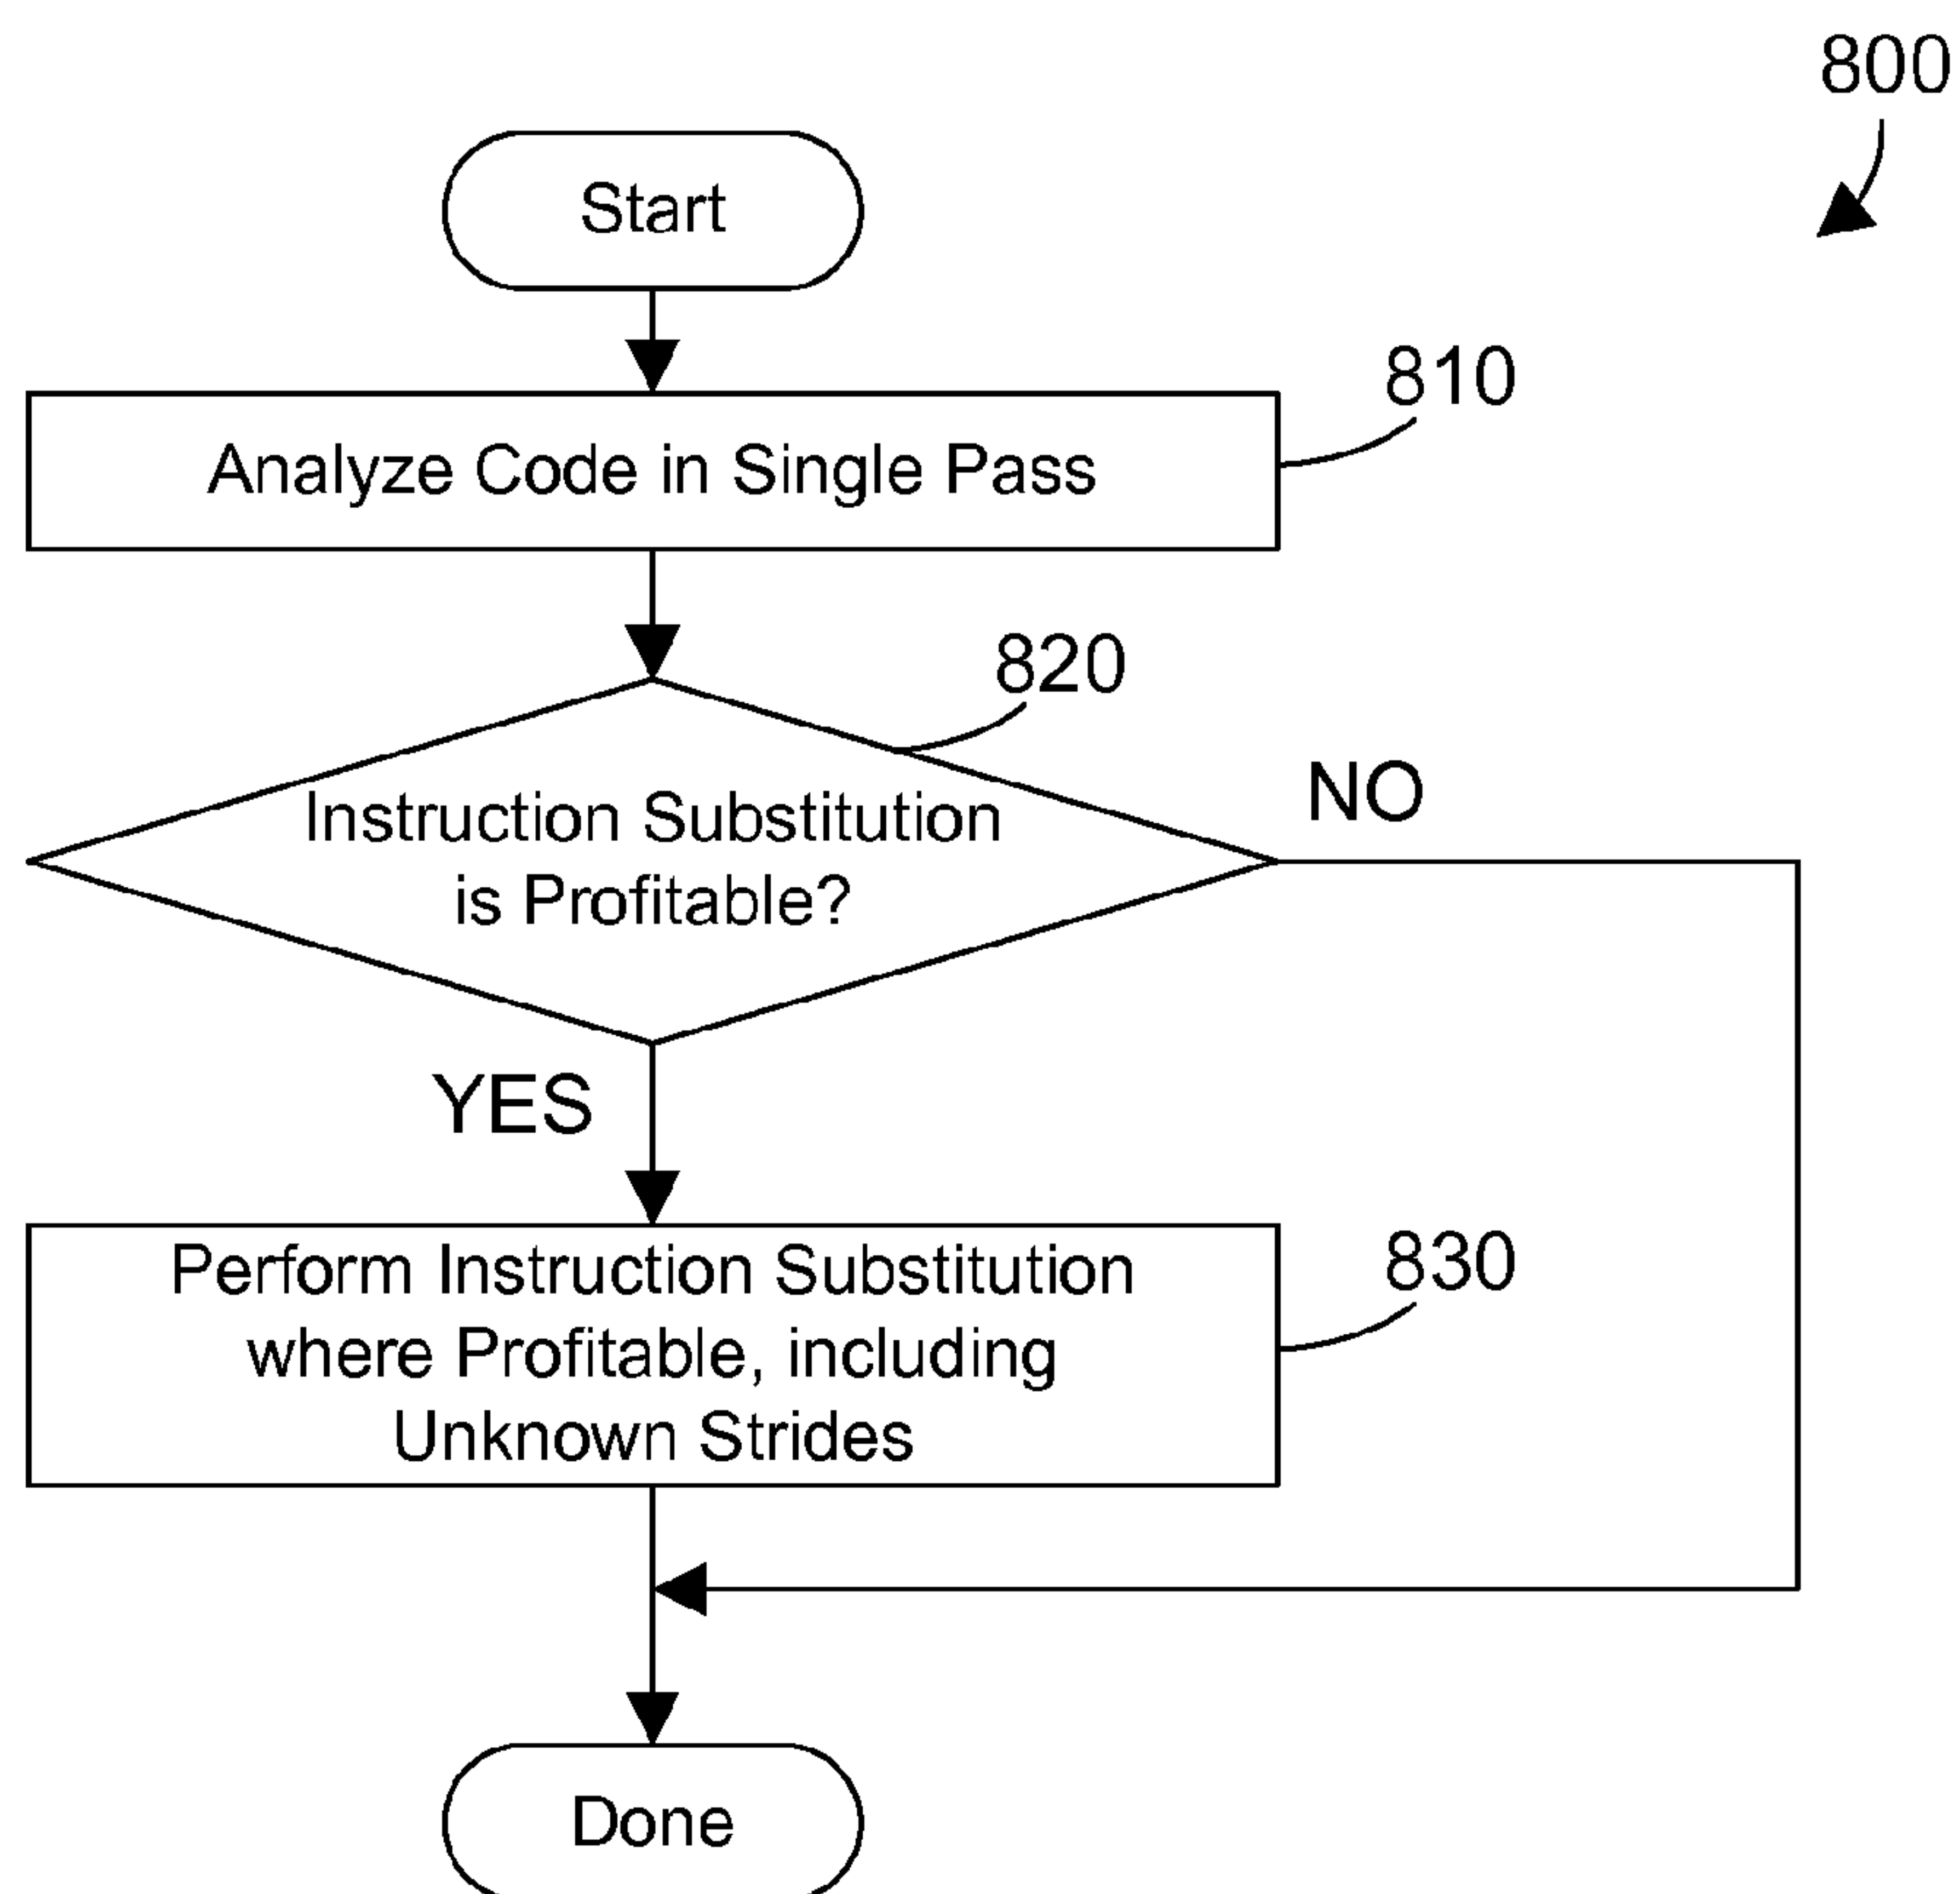 800
Start
810
Analyze Code in Single Pass
820
NO
Instruction Substitution
is Profitable?
YES
830
Perform Instruction Substitution
where Profitable, including
Unknown Strides
Done